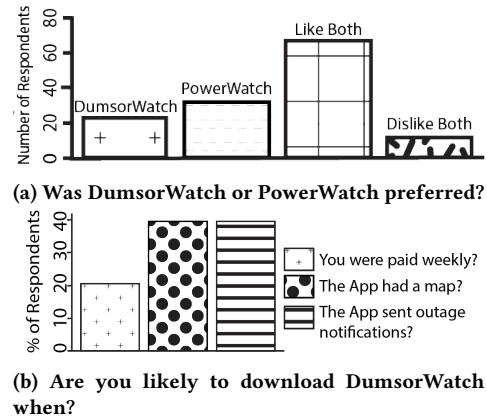 Number of Respondents
80
60
40
20
0
DumsorWatch
PowerWatch
Like Both
Dislike Both
(a) Was DumsorWatch or PowerWatch preferred?
% of Respondents
40
30
20
10
0
You were paid weekly?
The App had a map?
The App sent outage
notifications?
(b) Are you likely to download DumsorWatch
when?